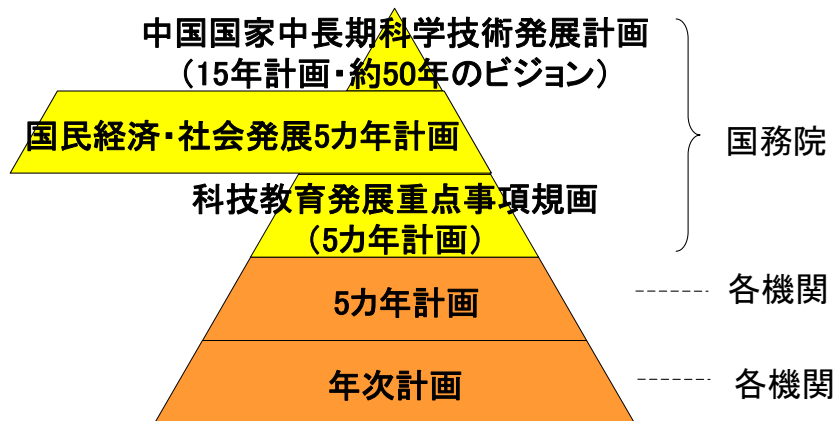 中国国家中長期科学技術発展計画
（15年計画・約50年のビジョン）
国民経済・社会発展5カ年計画
国務院
科技教育発展重点事項規画
（5カ年計画）
5カ年計画
各機関
年次計画
各機関